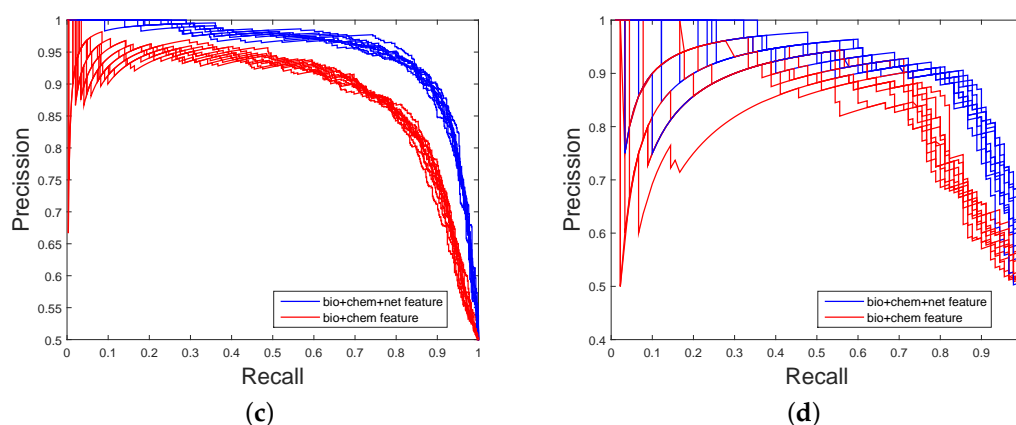 1
0.95
0.9
0.85
0.8
0.75
0.7
0.65
0.6
0.55
0.5
Precission
0 0.1 0.2 0.3 0.4 0.5 0.6 0.7 0.8 0.9 1
Recall
bio+chem+net feature
bio+chem feature
(c)
1
0.9
0.8
0.7
0.6
0.5
0.4
Precission
0 0.1 0.2 0.3 0.4 0.5 0.6 0.7 0.8 0.9
Recall
bio+chem+net feature
bio+chem feature
(d)